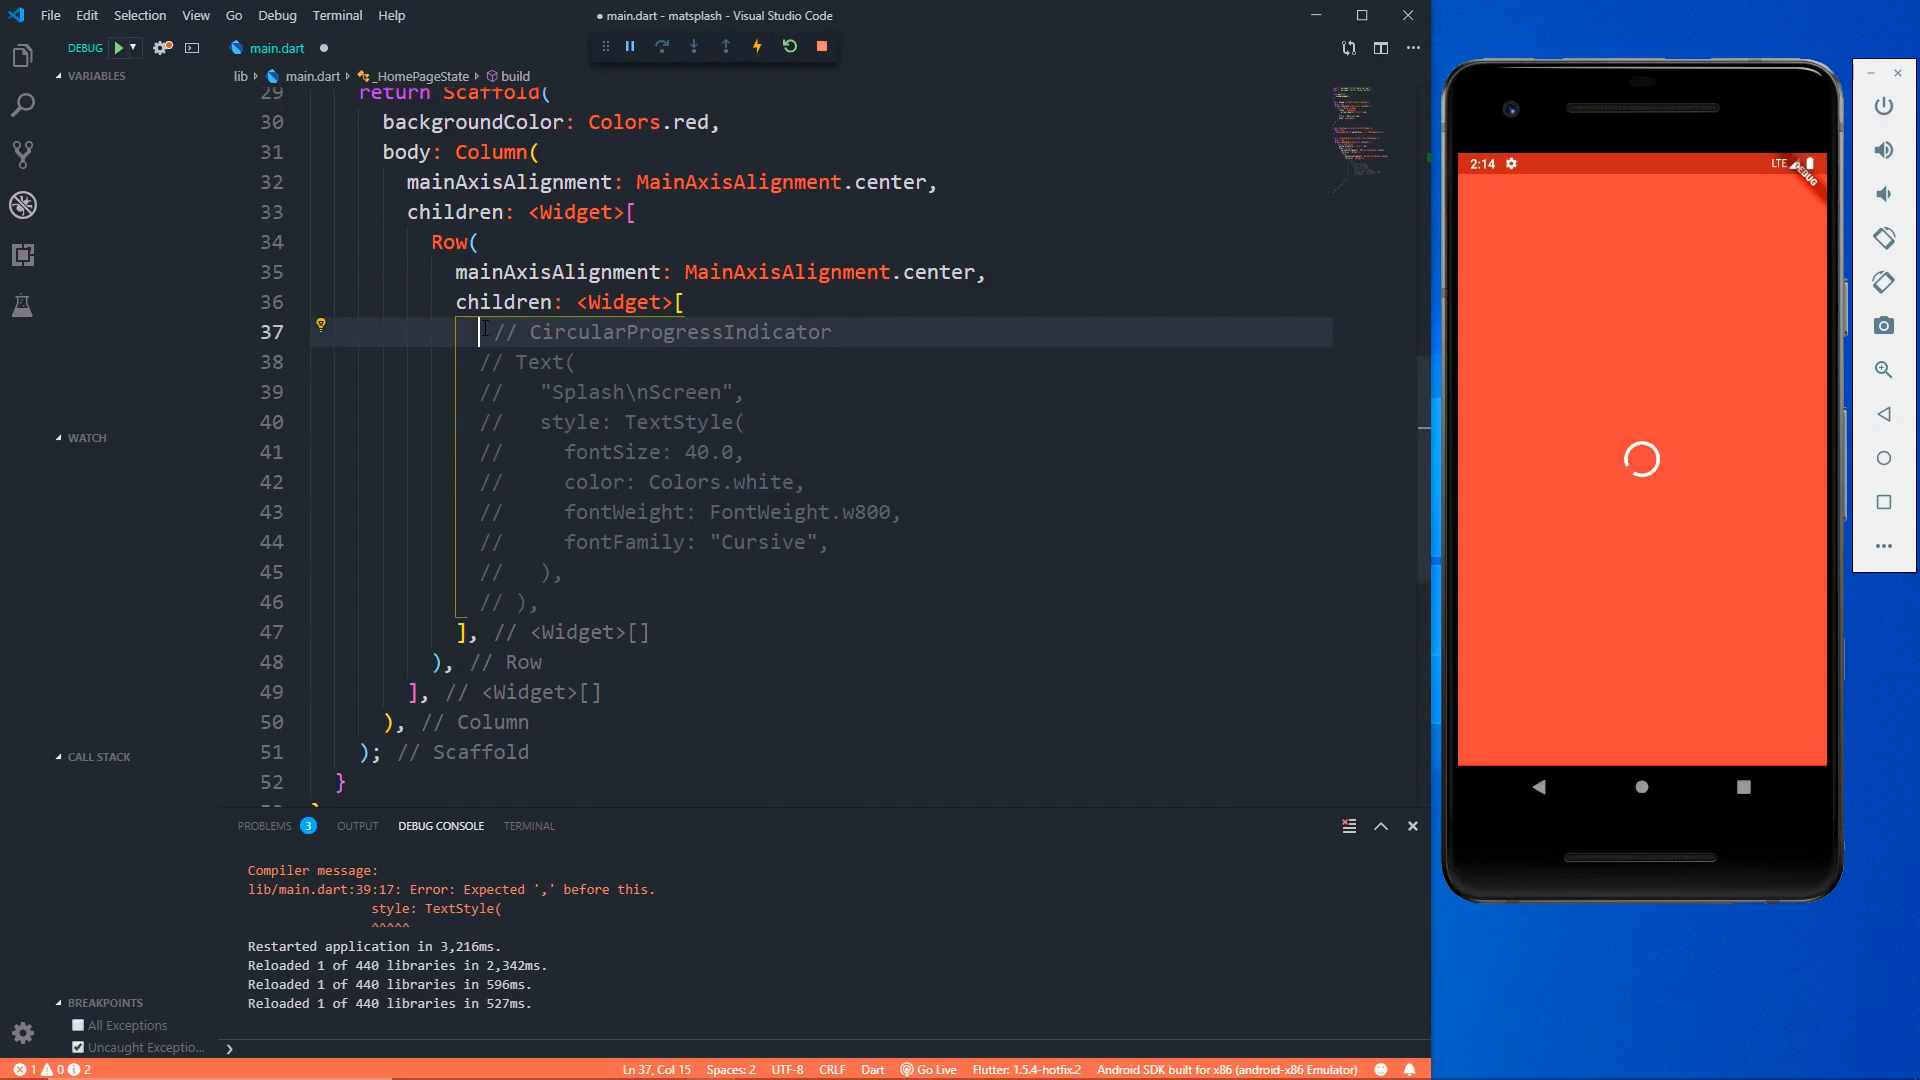 File Edit Selection View Go Debug Terminal Help
● main.dart - matsplash - Visual Studio Code
DEBUG
main.dart
lib main.dart _HomePageState build
VARIABLES
WATCH
CALL STACK
BREAKPOINTS
All Exceptions
Uncaught Exceptio...
29 return Scaffold(
30 backgroundColor: Colors.red,
31 body: Column(
32 mainAxisAlignment: MainAxisAlignment.center,
33 children: <Widget>[
34 Row(
35 mainAxisAlignment: MainAxisAlignment.center,
36 children: <Widget>[
37 // CircularProgressIndicator
38 // Text(
39 // "Splash\nScreen",
40 // style: TextStyle(
41 // fontSize: 40.0,
42 // color: Colors.white,
43 // fontWeight: FontWeight.w800,
44 // fontFamily: "Cursive",
45 // ),
46 // ),
47 ], // <Widget>[]
48 ), // Row
49 ], // <Widget>[]
50 ), // Column
51 ); // Scaffold
52 }
PROBLEMS 3 OUTPUT DEBUG CONSOLE TERMINAL
Compiler message:
lib/main.dart:39:17: Error: Expected ',' before this.
style: TextStyle(
^^^^^
Restarted application in 3,216ms.
Reloaded 1 of 440 libraries in 2,342ms.
Reloaded 1 of 440 libraries in 596ms.
Reloaded 1 of 440 libraries in 527ms.
1 0 2
Ln 37, Col 15 Spaces: 2 UTF-8 CRLF Dart Go Live Flutter: 1.5.4-hotfix.2 Android SDK built for x86 (android-x86 Emulator)
2:14 LTE
DEBUG